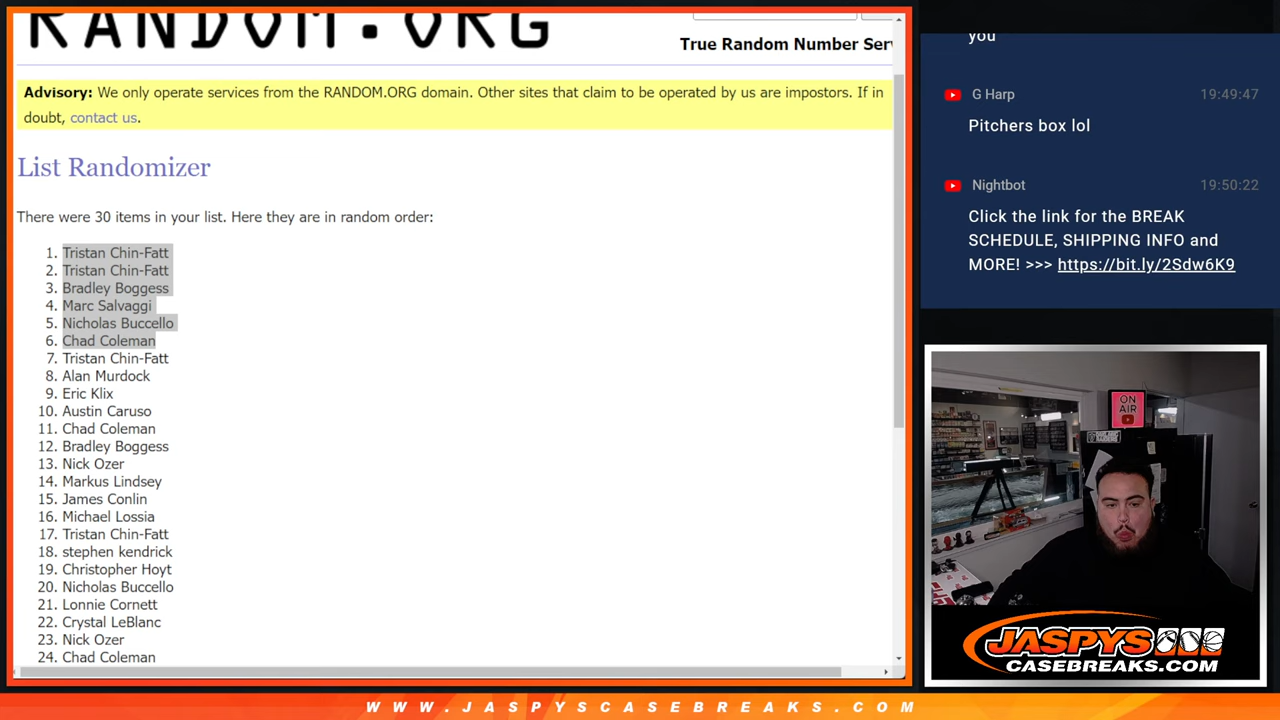 RANDOM.ORG
True Random Number Serv
Advisory: We only operate services from the RANDOM.ORG domain. Other sites that claim to be operated by us are impostors. If in
doubt, contact us.
List Randomizer
There were 30 items in your list. Here they are in random order:
1. Tristan Chin-Fatt
2. Tristan Chin-Fatt
3. Bradley Boggess
4. Marc Salvaggi
5. Nicholas Buccello
6. Chad Coleman
7. Tristan Chin-Fatt
8. Alan Murdock
9. Eric Klix
10. Austin Caruso
11. Chad Coleman
12. Bradley Boggess
13. Nick Ozer
14. Markus Lindsey
15. James Conlin
16. Michael Lossia
17. Tristan Chin-Fatt
18. stephen kendrick
19. Christopher Hoyt
20. Nicholas Buccello
21. Lonnie Cornett
22. Crystal LeBlanc
23. Nick Ozer
24. Chad Coleman
you
G Harp 19:49:47
Pitchers box lol
Nightbot 19:50:22
Click the link for the BREAK
SCHEDULE, SHIPPING INFO and
MORE! >>> https://bit.ly/2Sdw6K9
ON
AIR
JASPYS
CASEBREAKS.COM
WWW.JASPYSCASEBREAKS.COM